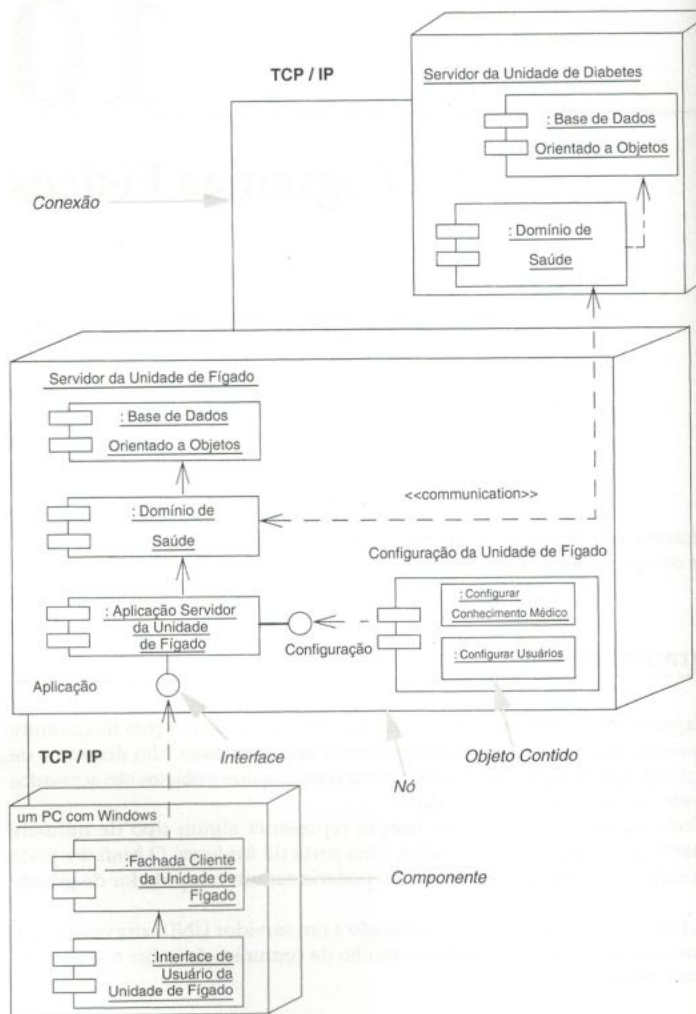 TCP / IP
Servidor da Unidade de Diabetes
: Base de Dados
Orientado a Objetos
Conexão
: Domínio de
Saúde
Servidor da Unidade de Fígado
: Base de Dados
Orientado a Objetos
<<communication>>
: Domínio de
Saúde
Configuração da Unidade de Fígado
: Configurar
Conhecimento Médico
: Aplicação Servidor
da Unidade
de Fígado
Configuração
: Configurar Usuários
Aplicação
TCP / IP
Interface
Objeto Contido
Nó
um PC com Windows
:Fachada Cliente
da Unidade de
Fígado
Componente
:Interface de
Usuário da
Unidade de Fígado